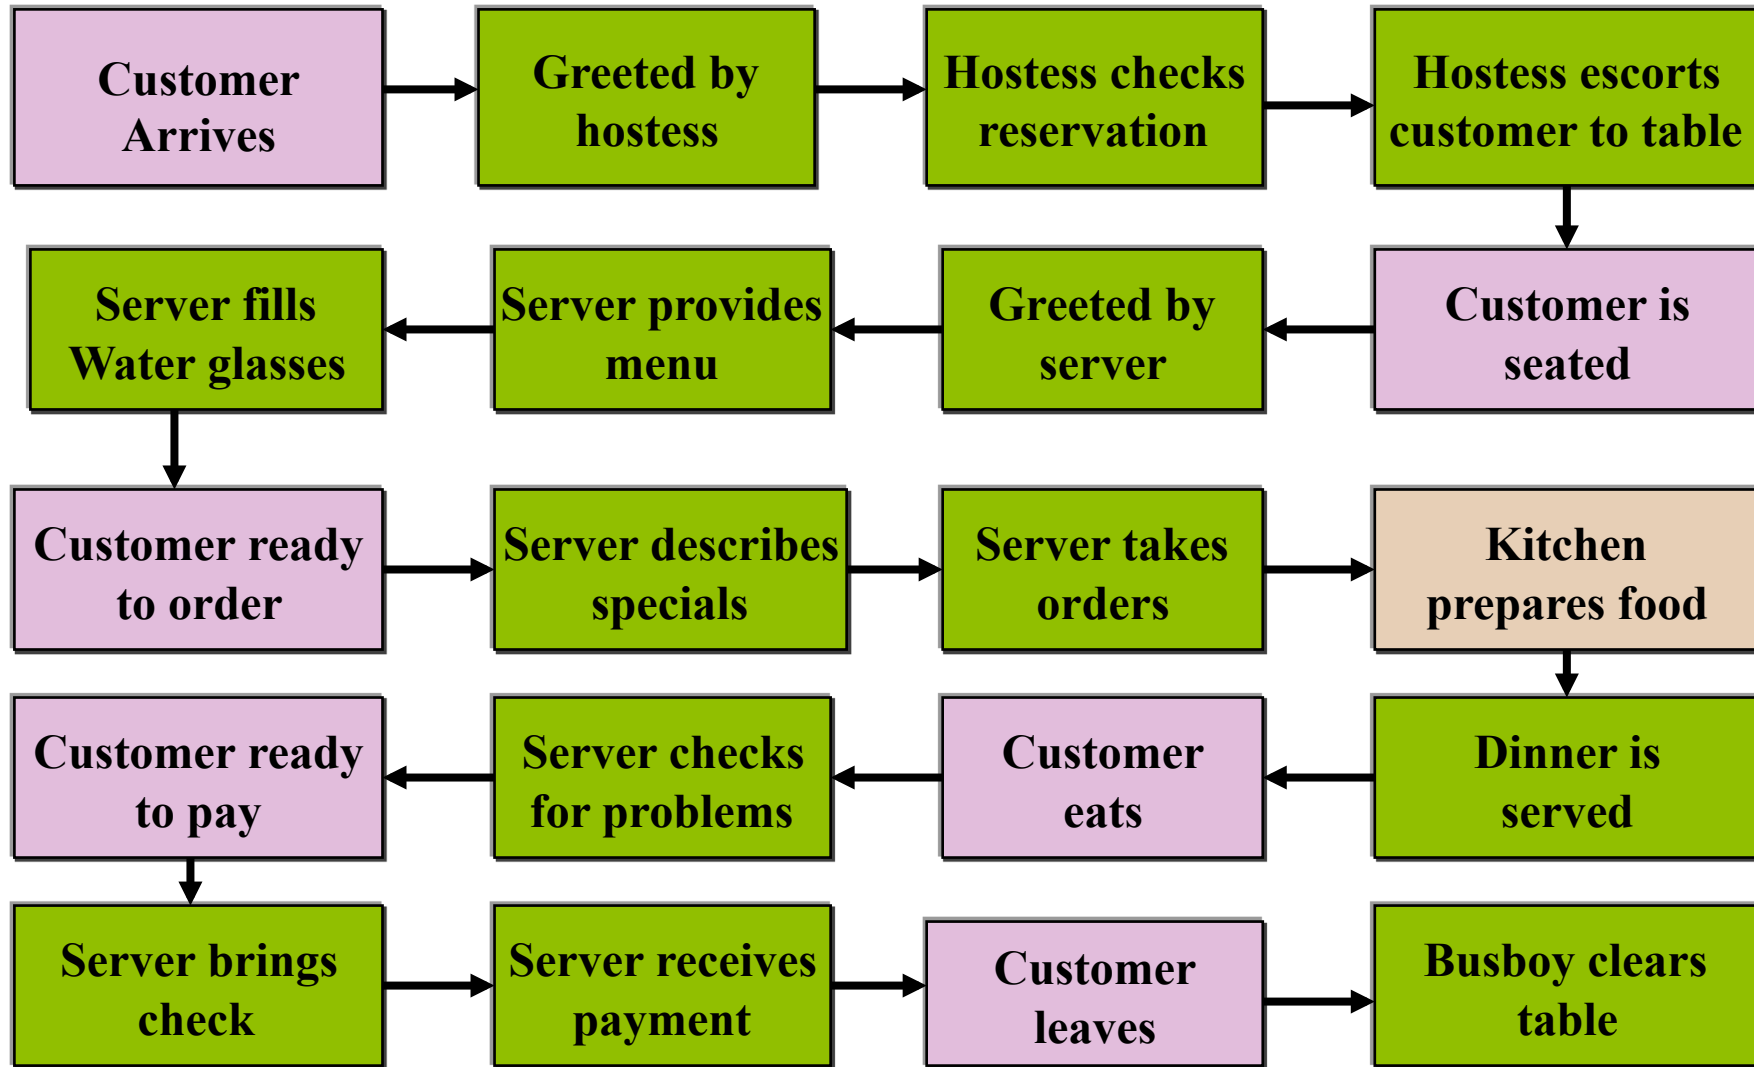 Customer
Arrives
Greeted by
hostess
Hostess checks
reservation
Hostess escorts
customer to table
Customer is
seated
Greeted by
server
Server provides
menu
Server fills
Water glasses
Customer ready
to order
Server describes
specials
Server takes
orders
Kitchen
prepares food
Dinner is
served
Customer
eats
Server checks
for problems
Customer ready
to pay
Server brings
check
Server receives
payment
Customer
leaves
Busboy clears
table